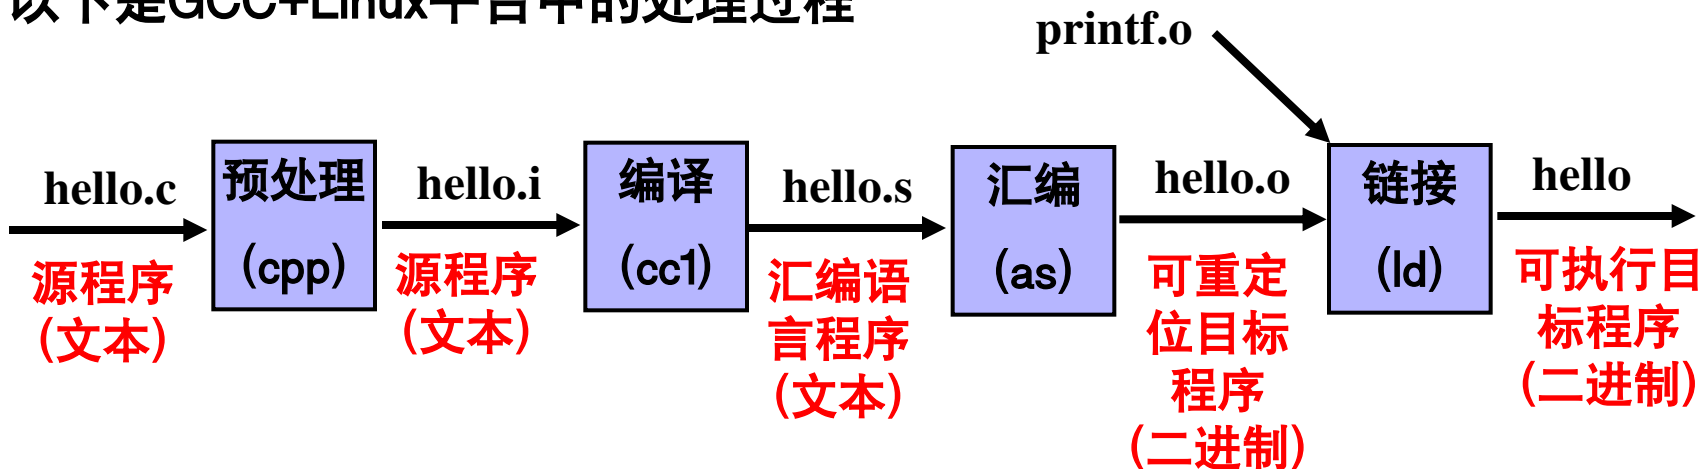 以下是GCC+Linux平台中的处理过程
printf.o
hello.c
源程序
(文本)
预处理
(cpp)
hello.i
源程序
(文本)
编译
(cc1)
hello.s
汇编语
言程序
(文本)
汇编
(as)
hello.o
可重定
位目标
程序
(二进制)
链接
(ld)
hello
可执行目
标程序
(二进制)